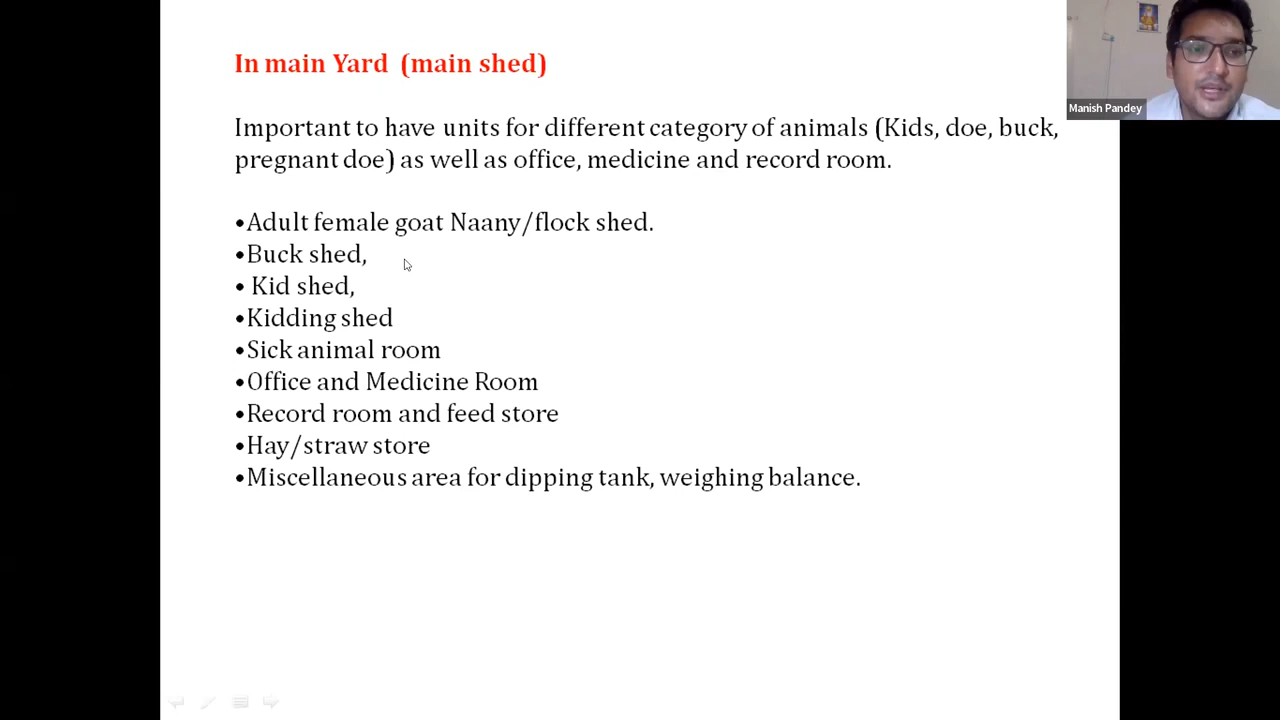 In main Yard (main shed)
Important to have units for different category of animals (Kids, doe, buck,
pregnant doe) as well as office, medicine and record room.
•Adult female goat Naany/flock shed.
•Buck shed,
• Kid shed,
•Kidding shed
•Sick animal room
•Office and Medicine Room
•Record room and feed store
•Hay/straw store
•Miscellaneous area for dipping tank, weighing balance.
Manish Pandey